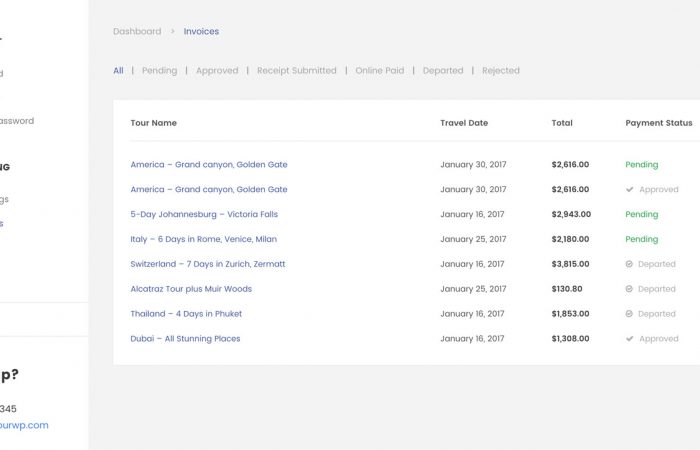 Dashboard > Invoices
All | Pending | Approved | Receipt Submitted | Online Paid | Departed | Rejected
Tour Name Travel Date Total Payment Status
America – Grand canyon, Golden Gate January 30, 2017 $2,616.00 Pending
America – Grand canyon, Golden Gate January 30, 2017 $2,616.00 Approved
5-Day Johannesburg – Victoria Falls January 16, 2017 $2,943.00 Pending
Italy – 6 Days in Rome, Venice, Milan January 25, 2017 $2,180.00 Pending
Switzerland – 7 Days in Zurich, Zermatt January 16, 2017 $3,815.00 Departed
Alcatraz Tour plus Muir Woods January 25, 2017 $130.80 Departed
Thailand – 4 Days in Phuket January 16, 2017 $1,853.00 Departed
Dubai – All Stunning Places January 16, 2017 $1,308.00 Approved
assword
NG
gs
s
p?
345
ourwp.com